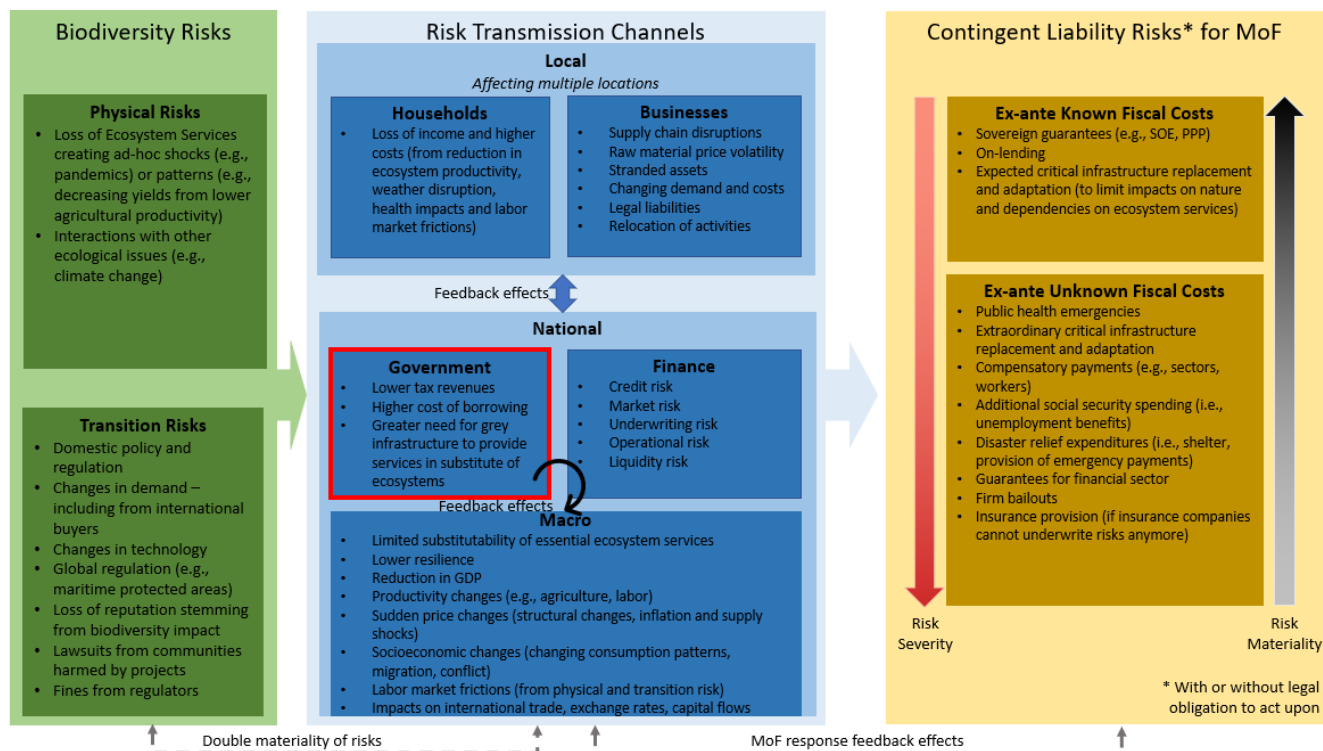 Biodiversity Risks
Physical Risks
• Loss of Ecosystem Services
creating ad-hoc shocks (e.g.,
pandemics) or patterns (e.g.,
decreasing yields from lower
agricultural productivity)
• Interactions with other
ecological issues (e.g.,
climate change)
Transition Risks
• Domestic policy and
regulation
• Changes in demand –
including from international
buyers
• Changes in technology
• Global regulation (e.g.,
maritime protected areas)
• Loss of reputation stemming
from biodiversity impact
• Lawsuits from communities
harmed by projects
• Fines from regulators
Risk Transmission Channels
Local
Affecting multiple locations
Households
• Loss of income and higher
costs (from reduction in
ecosystem productivity,
weather disruption,
health impacts and labor
market frictions)
Businesses
• Supply chain disruptions
• Raw material price volatility
• Stranded assets
• Changing demand and costs
• Legal liabilities
• Relocation of activities
Feedback effects
National
Government
• Lower tax revenues
• Higher cost of borrowing
• Greater need for grey
infrastructure to provide
services in substitute of
ecosystems
Finance
• Credit risk
• Market risk
• Underwriting risk
• Operational risk
• Liquidity risk
Feedback effects
Macro
• Limited substitutability of essential ecosystem services
• Lower resilience
• Reduction in GDP
• Productivity changes (e.g., agriculture, labor)
• Sudden price changes (structural changes, inflation and supply
shocks)
• Socioeconomic changes (changing consumption patterns,
migration, conflict)
• Labor market frictions (from physical and transition risk)
• Impacts on international trade, exchange rates, capital flows
Contingent Liability Risks* for MoF
Ex-ante Known Fiscal Costs
• Sovereign guarantees (e.g., SOE, PPP)
• On-lending
• Expected critical infrastructure replacement
and adaptation (to limit impacts on nature
and dependencies on ecosystem services)
Ex-ante Unknown Fiscal Costs
• Public health emergencies
• Extraordinary critical infrastructure
replacement and adaptation
• Compensatory payments (e.g., sectors,
workers)
• Additional social security spending (i.e.,
unemployment benefits)
• Disaster relief expenditures (i.e., shelter,
provision of emergency payments)
• Guarantees for financial sector
• Firm bailouts
• Insurance provision (if insurance companies
cannot underwrite risks anymore)
Risk
Severity
Risk
Materiality
* With or without legal
obligation to act upon
Double materiality of risks
MoF response feedback effects